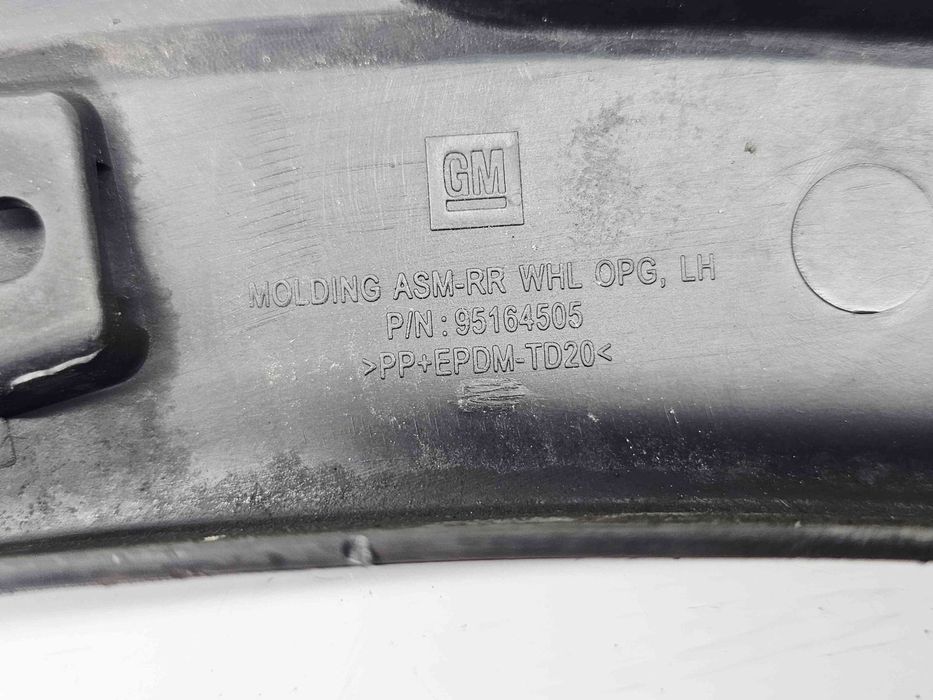 GM
MOLDING ASM-RR WHL OPG, LH
P/N : 95164505
>PP+EPDM-TD20<